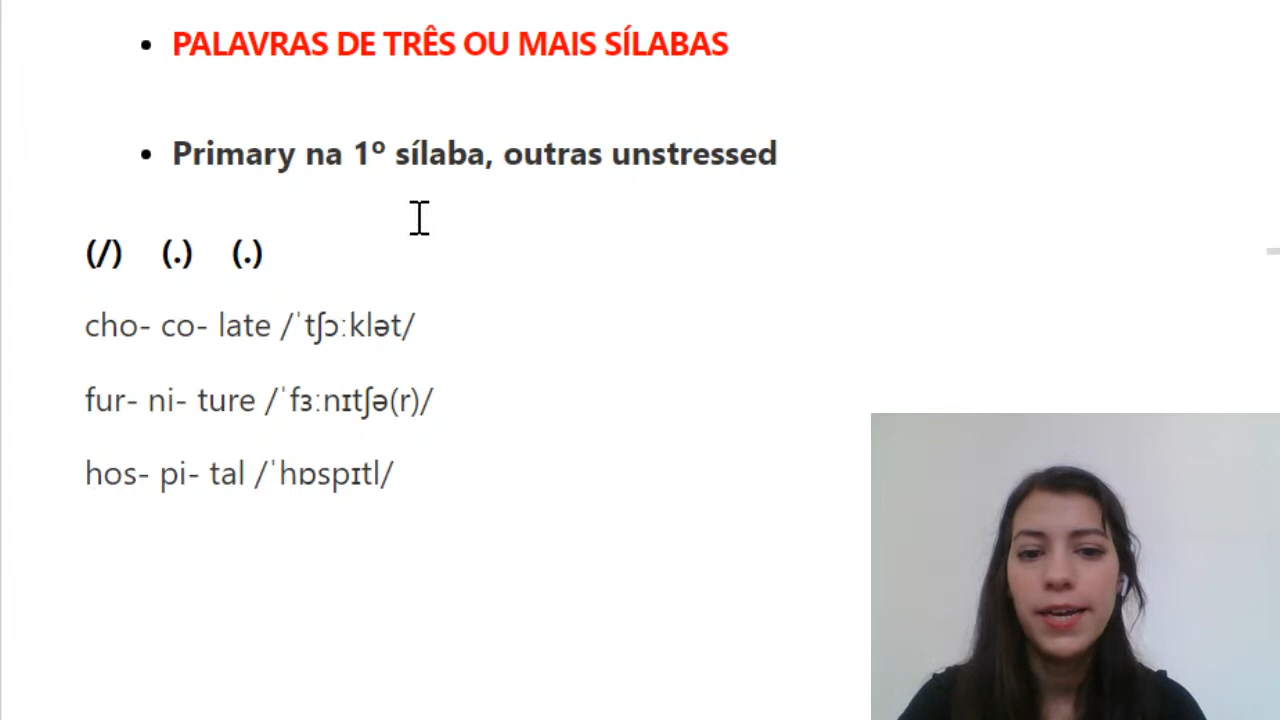 PALAVRAS DE TRÊS OU MAIS SÍLABAS
Primary na 1º sílaba, outras unstressed
(/) (.) (.)
cho- co- late /ˈtʃɔːklət/
fur- ni- ture /ˈfɜːnɪtʃə(r)/
hos- pi- tal /ˈhɒspɪtl/